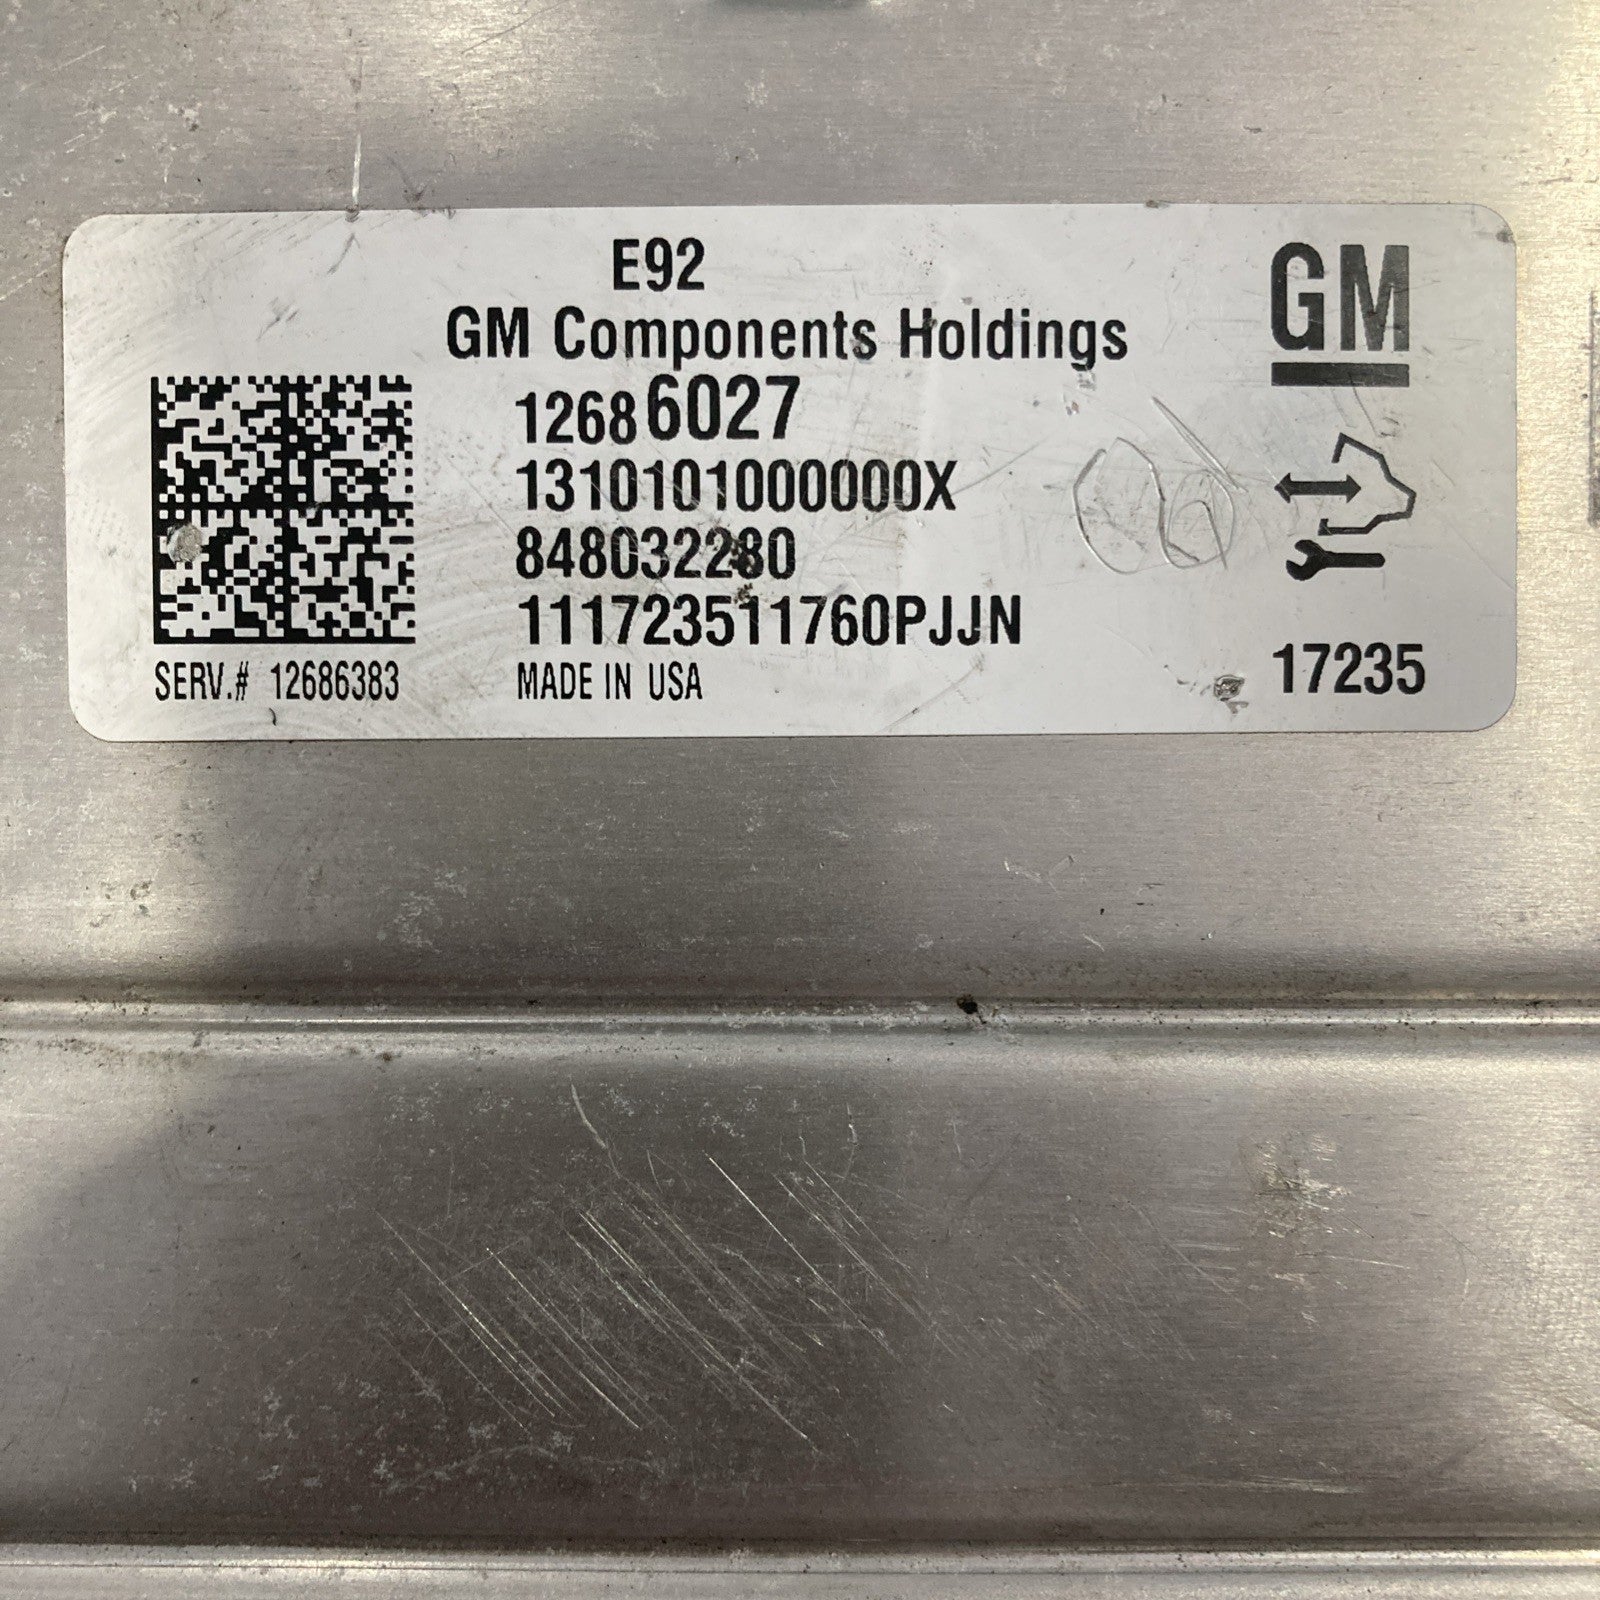 E92
GM Components Holdings
GM
12686027
1310101000000X
848032280
111723511760PJJN
SERV.# 12686383
MADE IN USA
17235